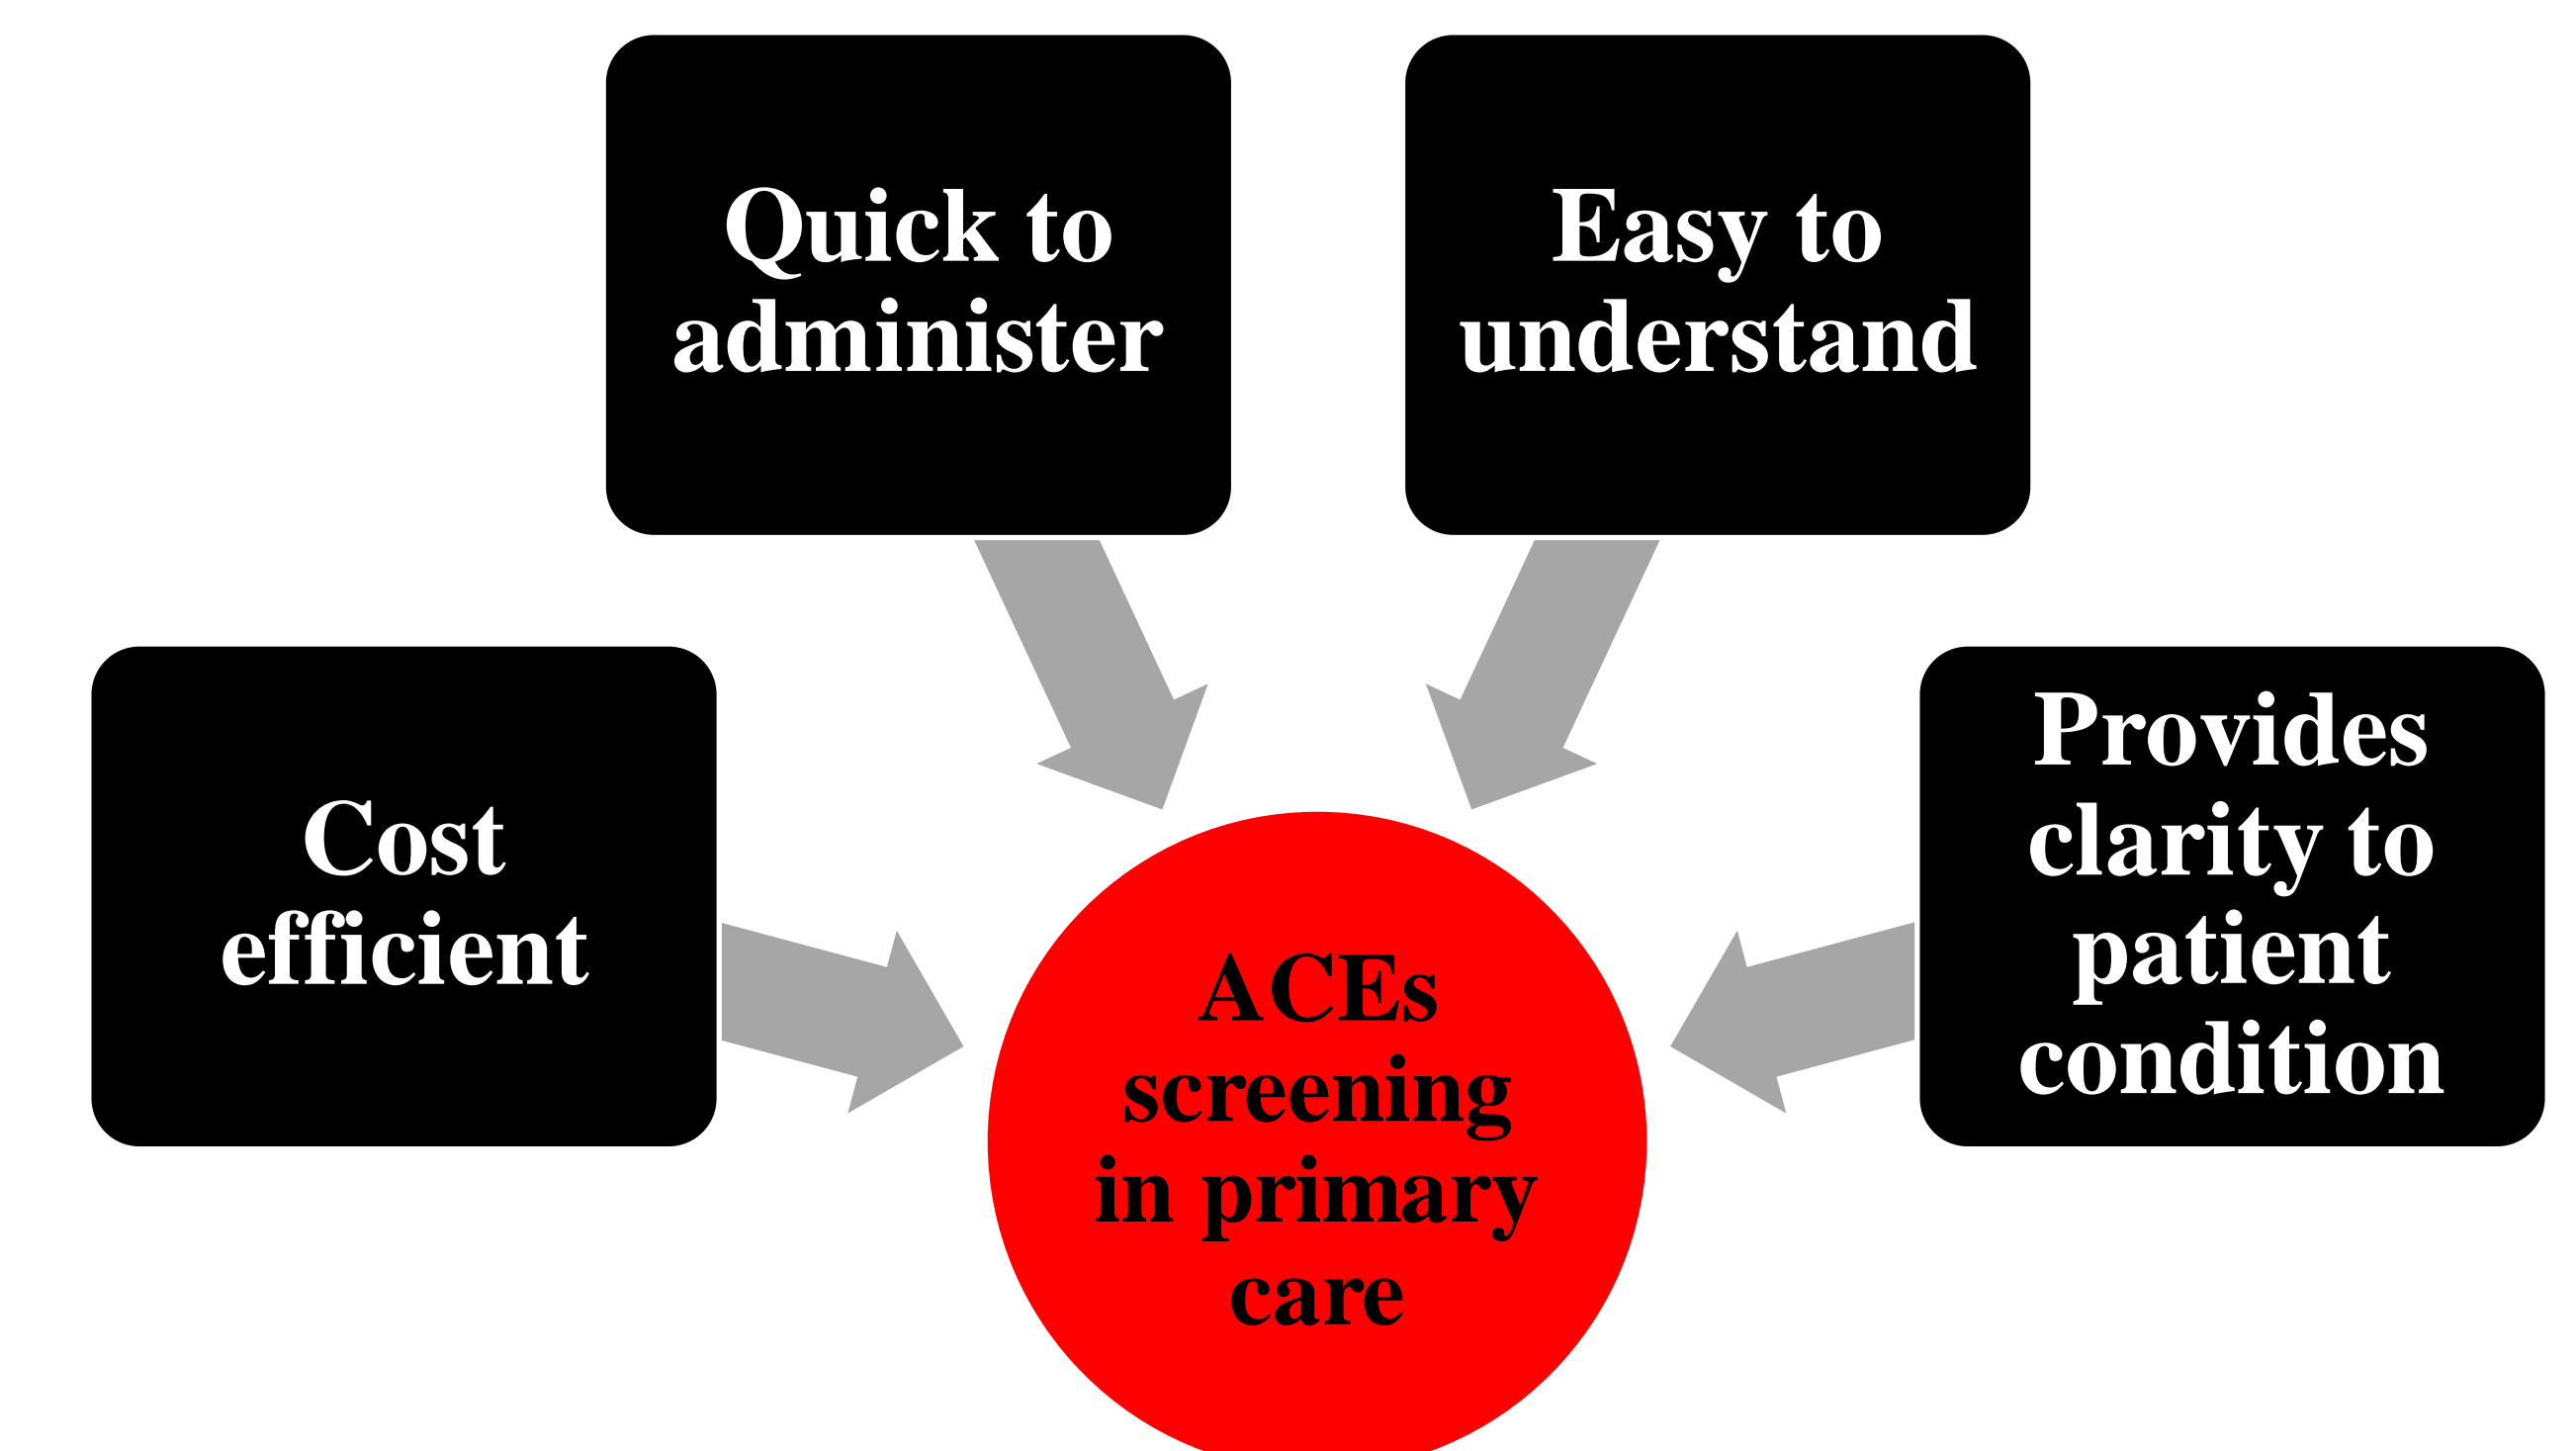 Quick to
administer
Easy to
understand
Cost
efficient
Provides
clarity to
patient
condition
ACEs
screening
in primary
care